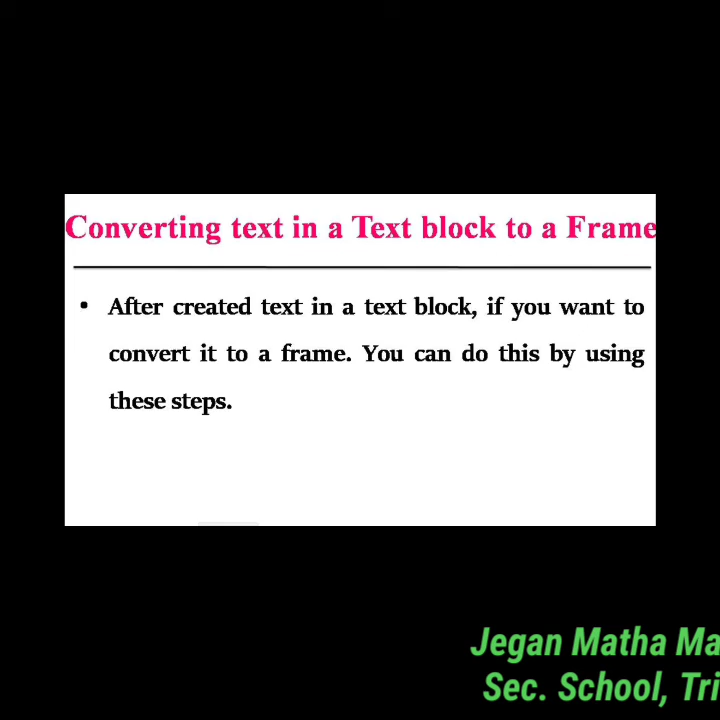 Converting text in a Text block to a Frame
• After created text in a text block, if you want to
convert it to a frame. You can do this by using
these steps.
Jegan Matha Ma
Sec. School, Tri